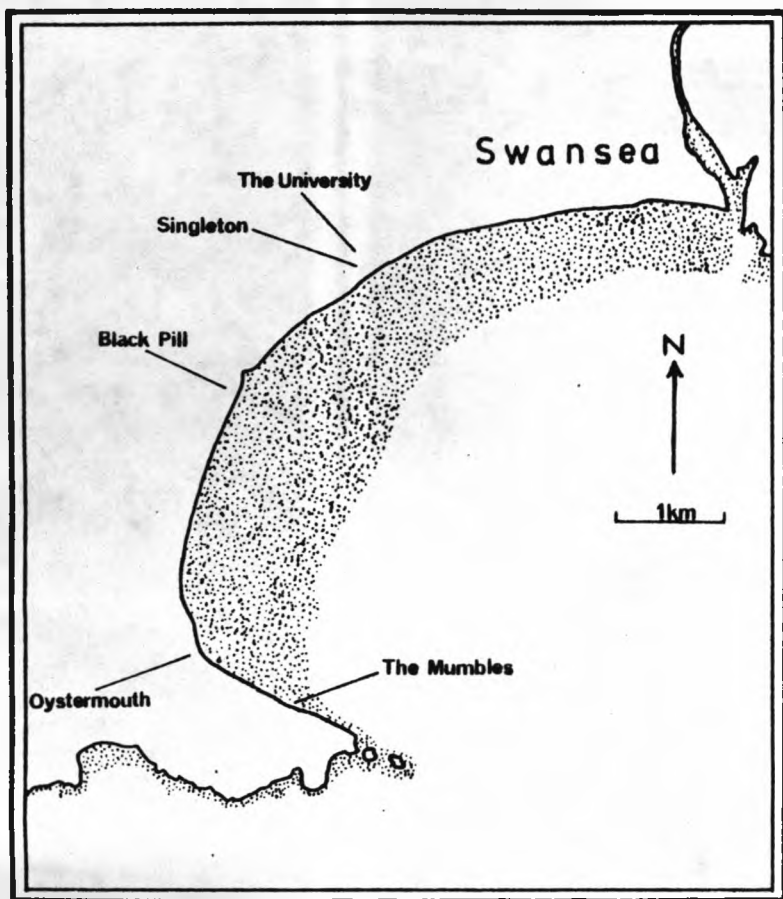 Swansea
The University
Singleton
Black Pill
N
1km
The Mumbles
Oystermouth